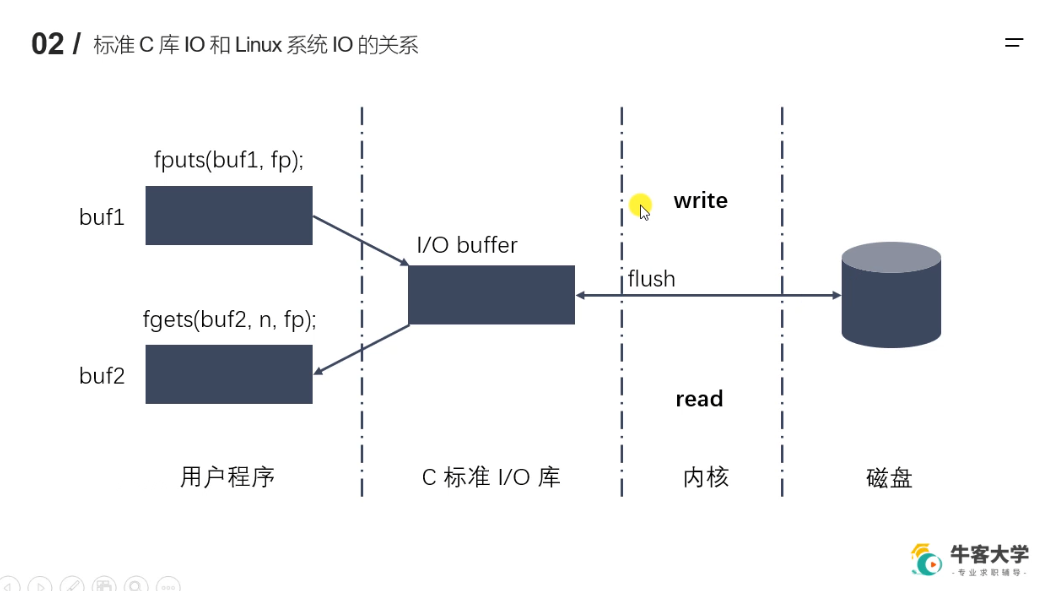 02 / 标准 C 库 IO 和 Linux 系统 IO 的关系
fputs(buf1, fp);
buf1
I/O buffer
write
flush
fgets(buf2, n, fp);
buf2
read
用户程序
C 标准 I/O 库
内核
磁盘
牛客大学
-专业求职辅导-